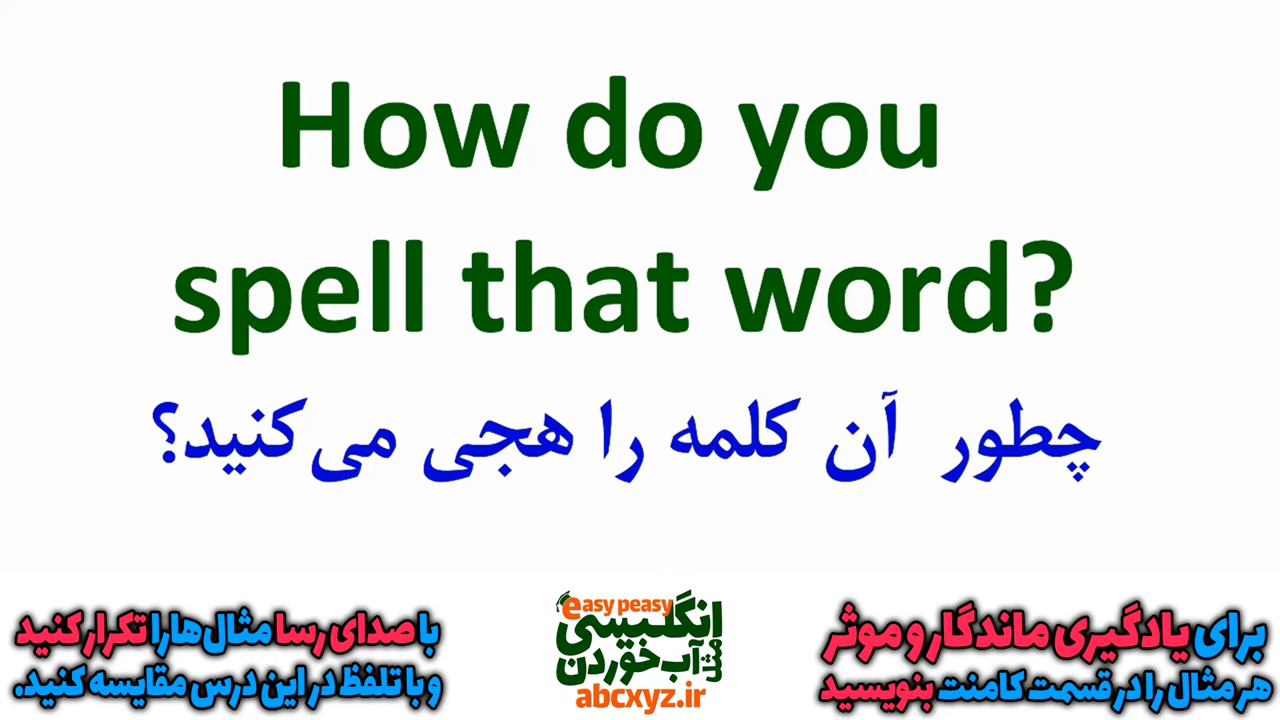 How do you
spell that word?
چطور آن کلمه را هجی می‌کنید؟
برای یادگیری ماندگار و موثر
هر مثال را در قسمت کامنت بنویسید
easy peasy
انگلیسی
مثل آب خوردن
abcxyz.ir
با صدای رسا مثال‌ها را تکرار کنید
و با تلفظ در این درس مقایسه کنید.